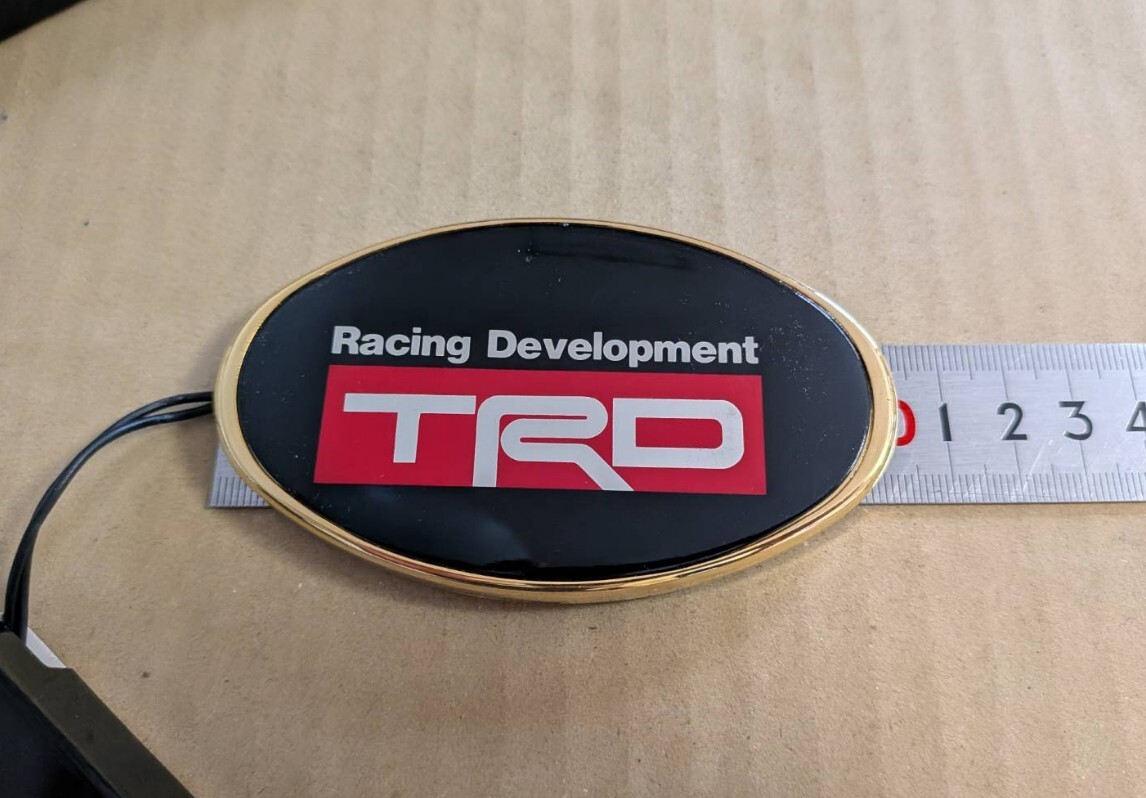 Racing Development
TRD
0 1 2 3 4